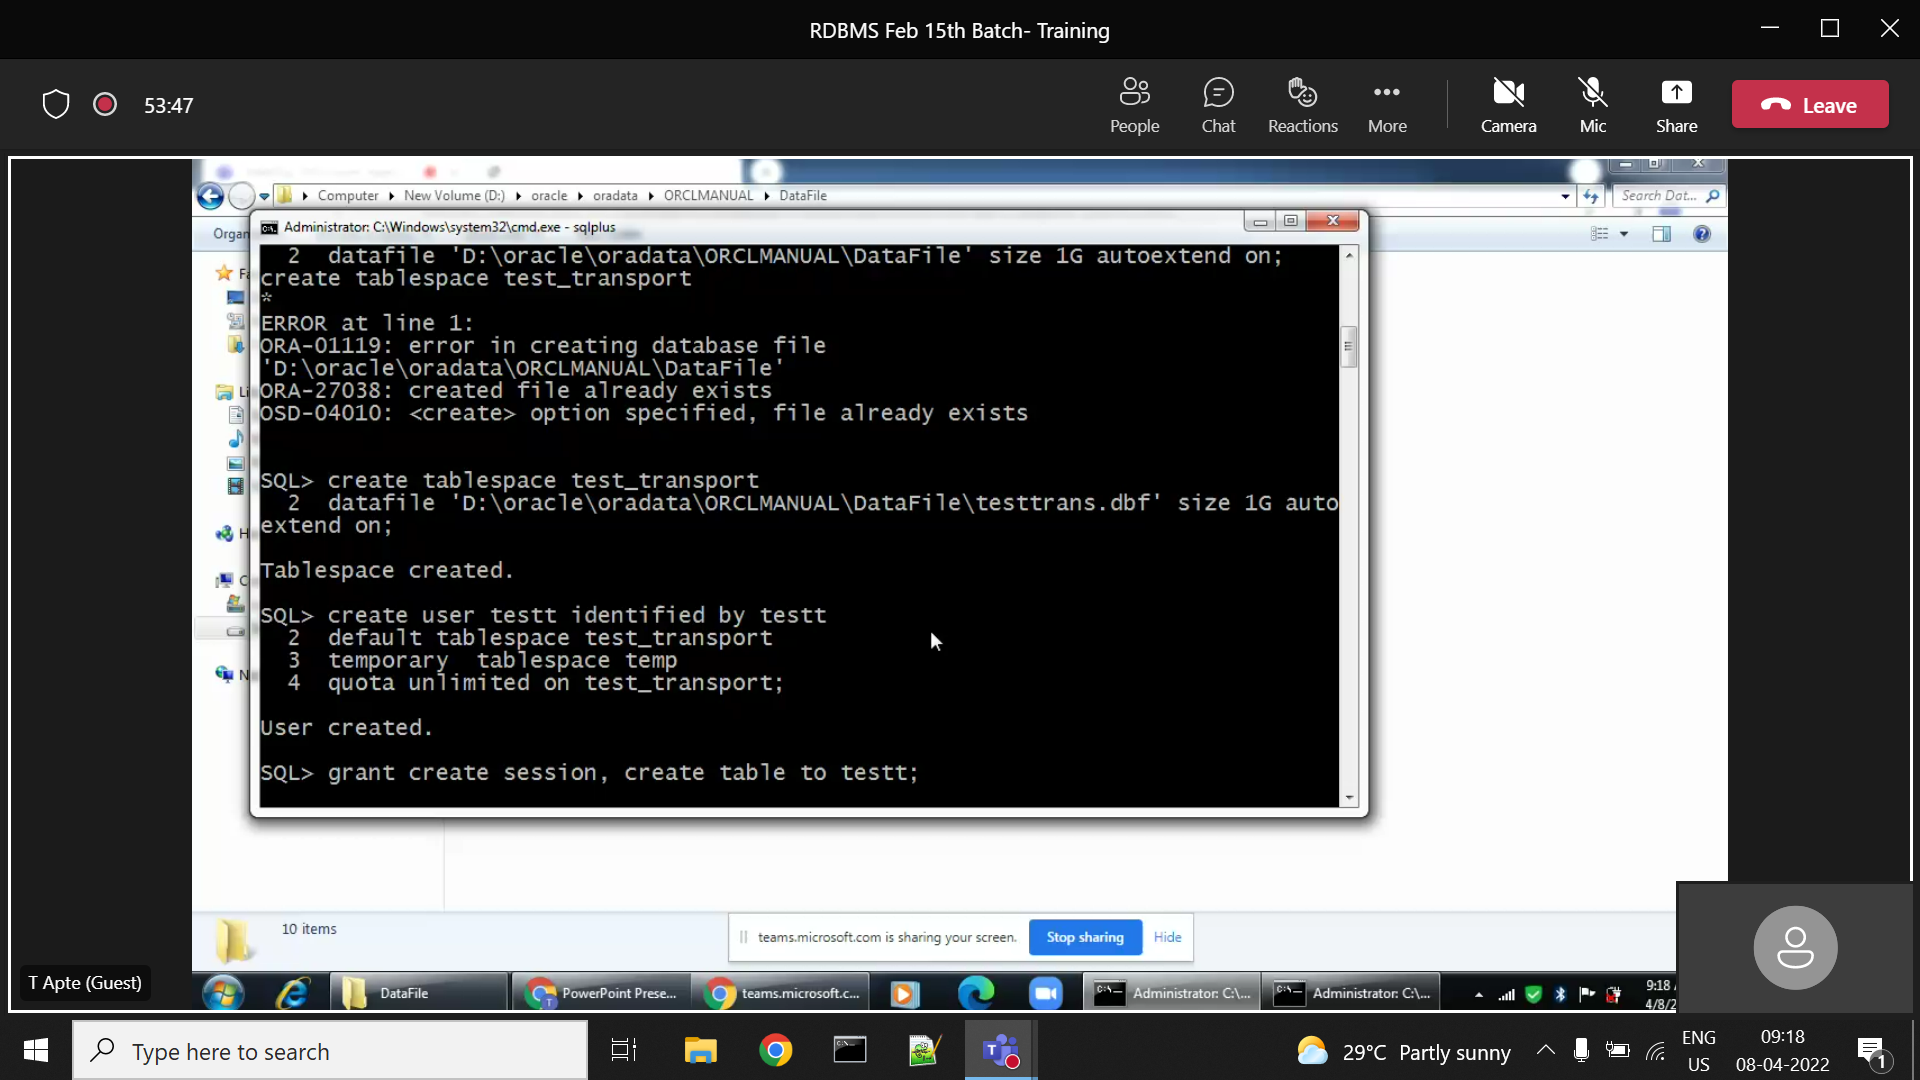 RDBMS Feb 15th Batch- Training
53:47
People
Chat
Reactions
More
Camera
Mic
Share
Leave
Computer
New Volume (D:)
oracle
oradata
ORCLMANUAL
DataFile
Search Dat...
Organ
Administrator: C:\Windows\system32\cmd.exe - sqlplus
2 datafile 'D:\oracle\oradata\ORCLMANUAL\DataFile' size 1G autoextend on;
create tablespace test_transport
*
ERROR at line 1:
ORA-01119: error in creating database file
'D:\oracle\oradata\ORCLMANUAL\DataFile'
ORA-27038: created file already exists
OSD-04010: <create> option specified, file already exists
SQL> create tablespace test_transport
2 datafile 'D:\oracle\oradata\ORCLMANUAL\DataFile\testtrans.dbf' size 1G auto
extend on;
Tablespace created.
SQL> create user testt identified by testt
2 default tablespace test_transport
3 temporary  tablespace temp
4 quota unlimited on test_transport;
User created.
SQL> grant create session, create table to testt;
10 items
teams.microsoft.com is sharing your screen.
Stop sharing
Hide
T Apte (Guest)
DataFile
PowerPoint Prese...
teams.microsoft.c...
Administrator: C:\...
Administrator: C:\...
9:18
4/8/2
Type here to search
29°C Partly sunny
ENG
US
09:18
08-04-2022
1